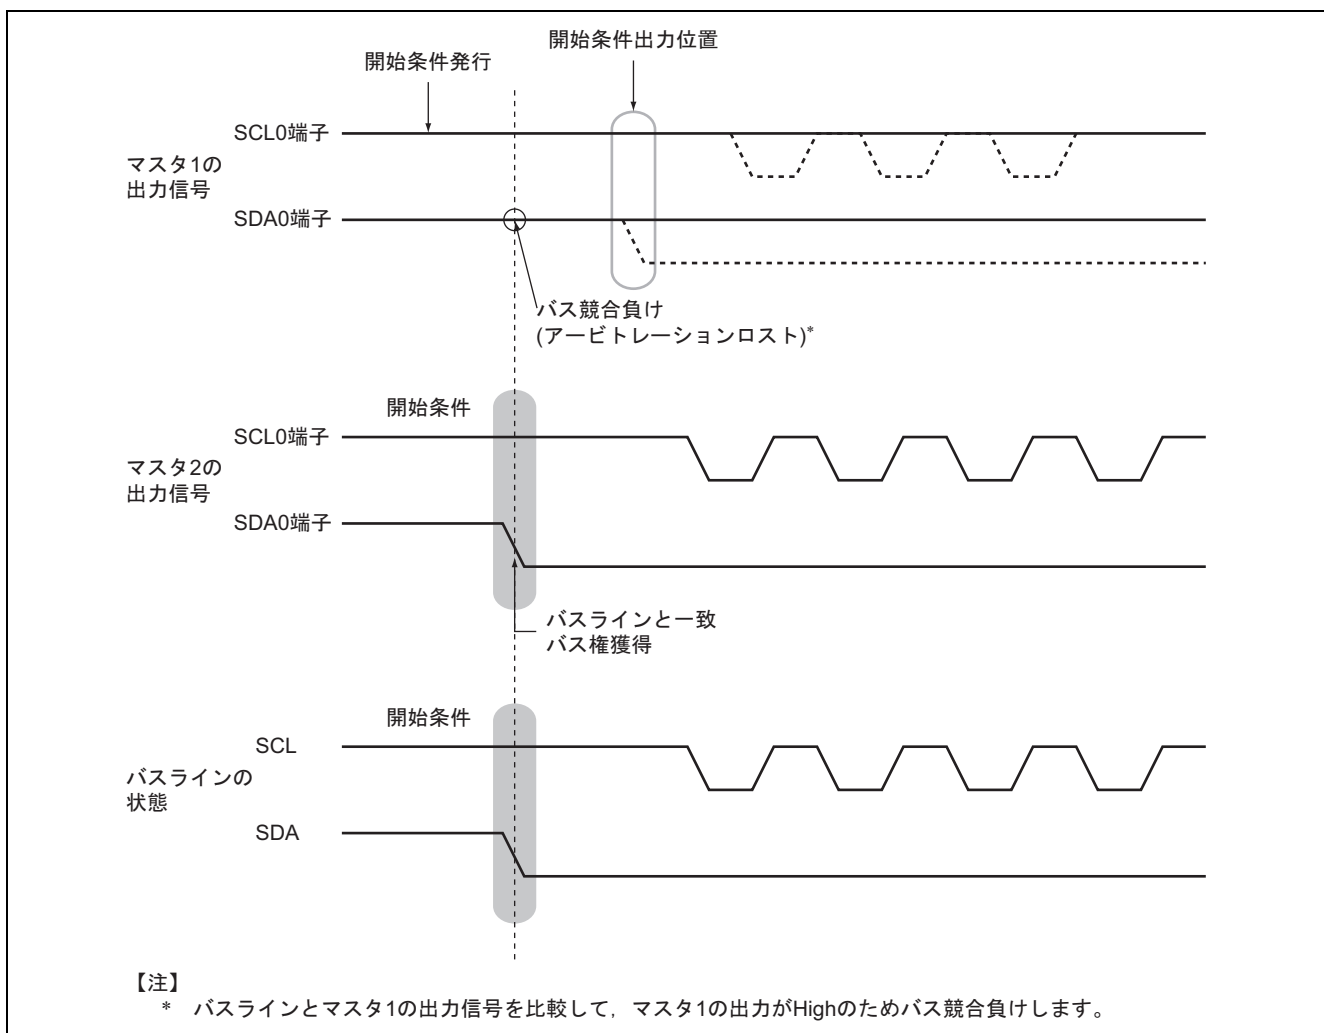 開始条件出力位置
開始条件発行
SCL0端子
マスタ1の
出力信号
SDA0端子
バス競合負け
(アービトレーションロスト)*
開始条件
SCL0端子
マスタ2の
出力信号
SDA0端子
バスラインと一致
バス権獲得
開始条件
SCL
バスラインの
状態
SDA
【注】
* バスラインとマスタ1の出力信号を比較して，マスタ1の出力がHighのためバス競合負けします。